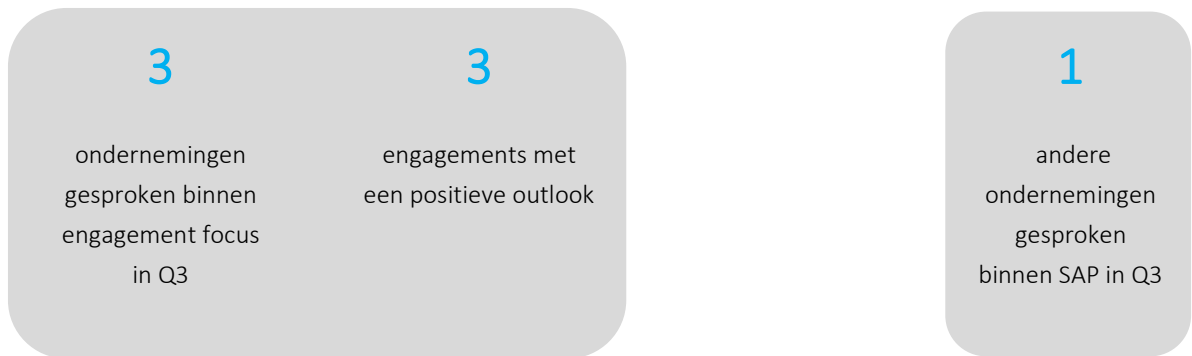 3
ondernemingen
gesproken binnen
engagement focus
in Q3
3
engagements met
een positieve outlook
1
andere
ondernemingen
gesproken
binnen SAP in Q3